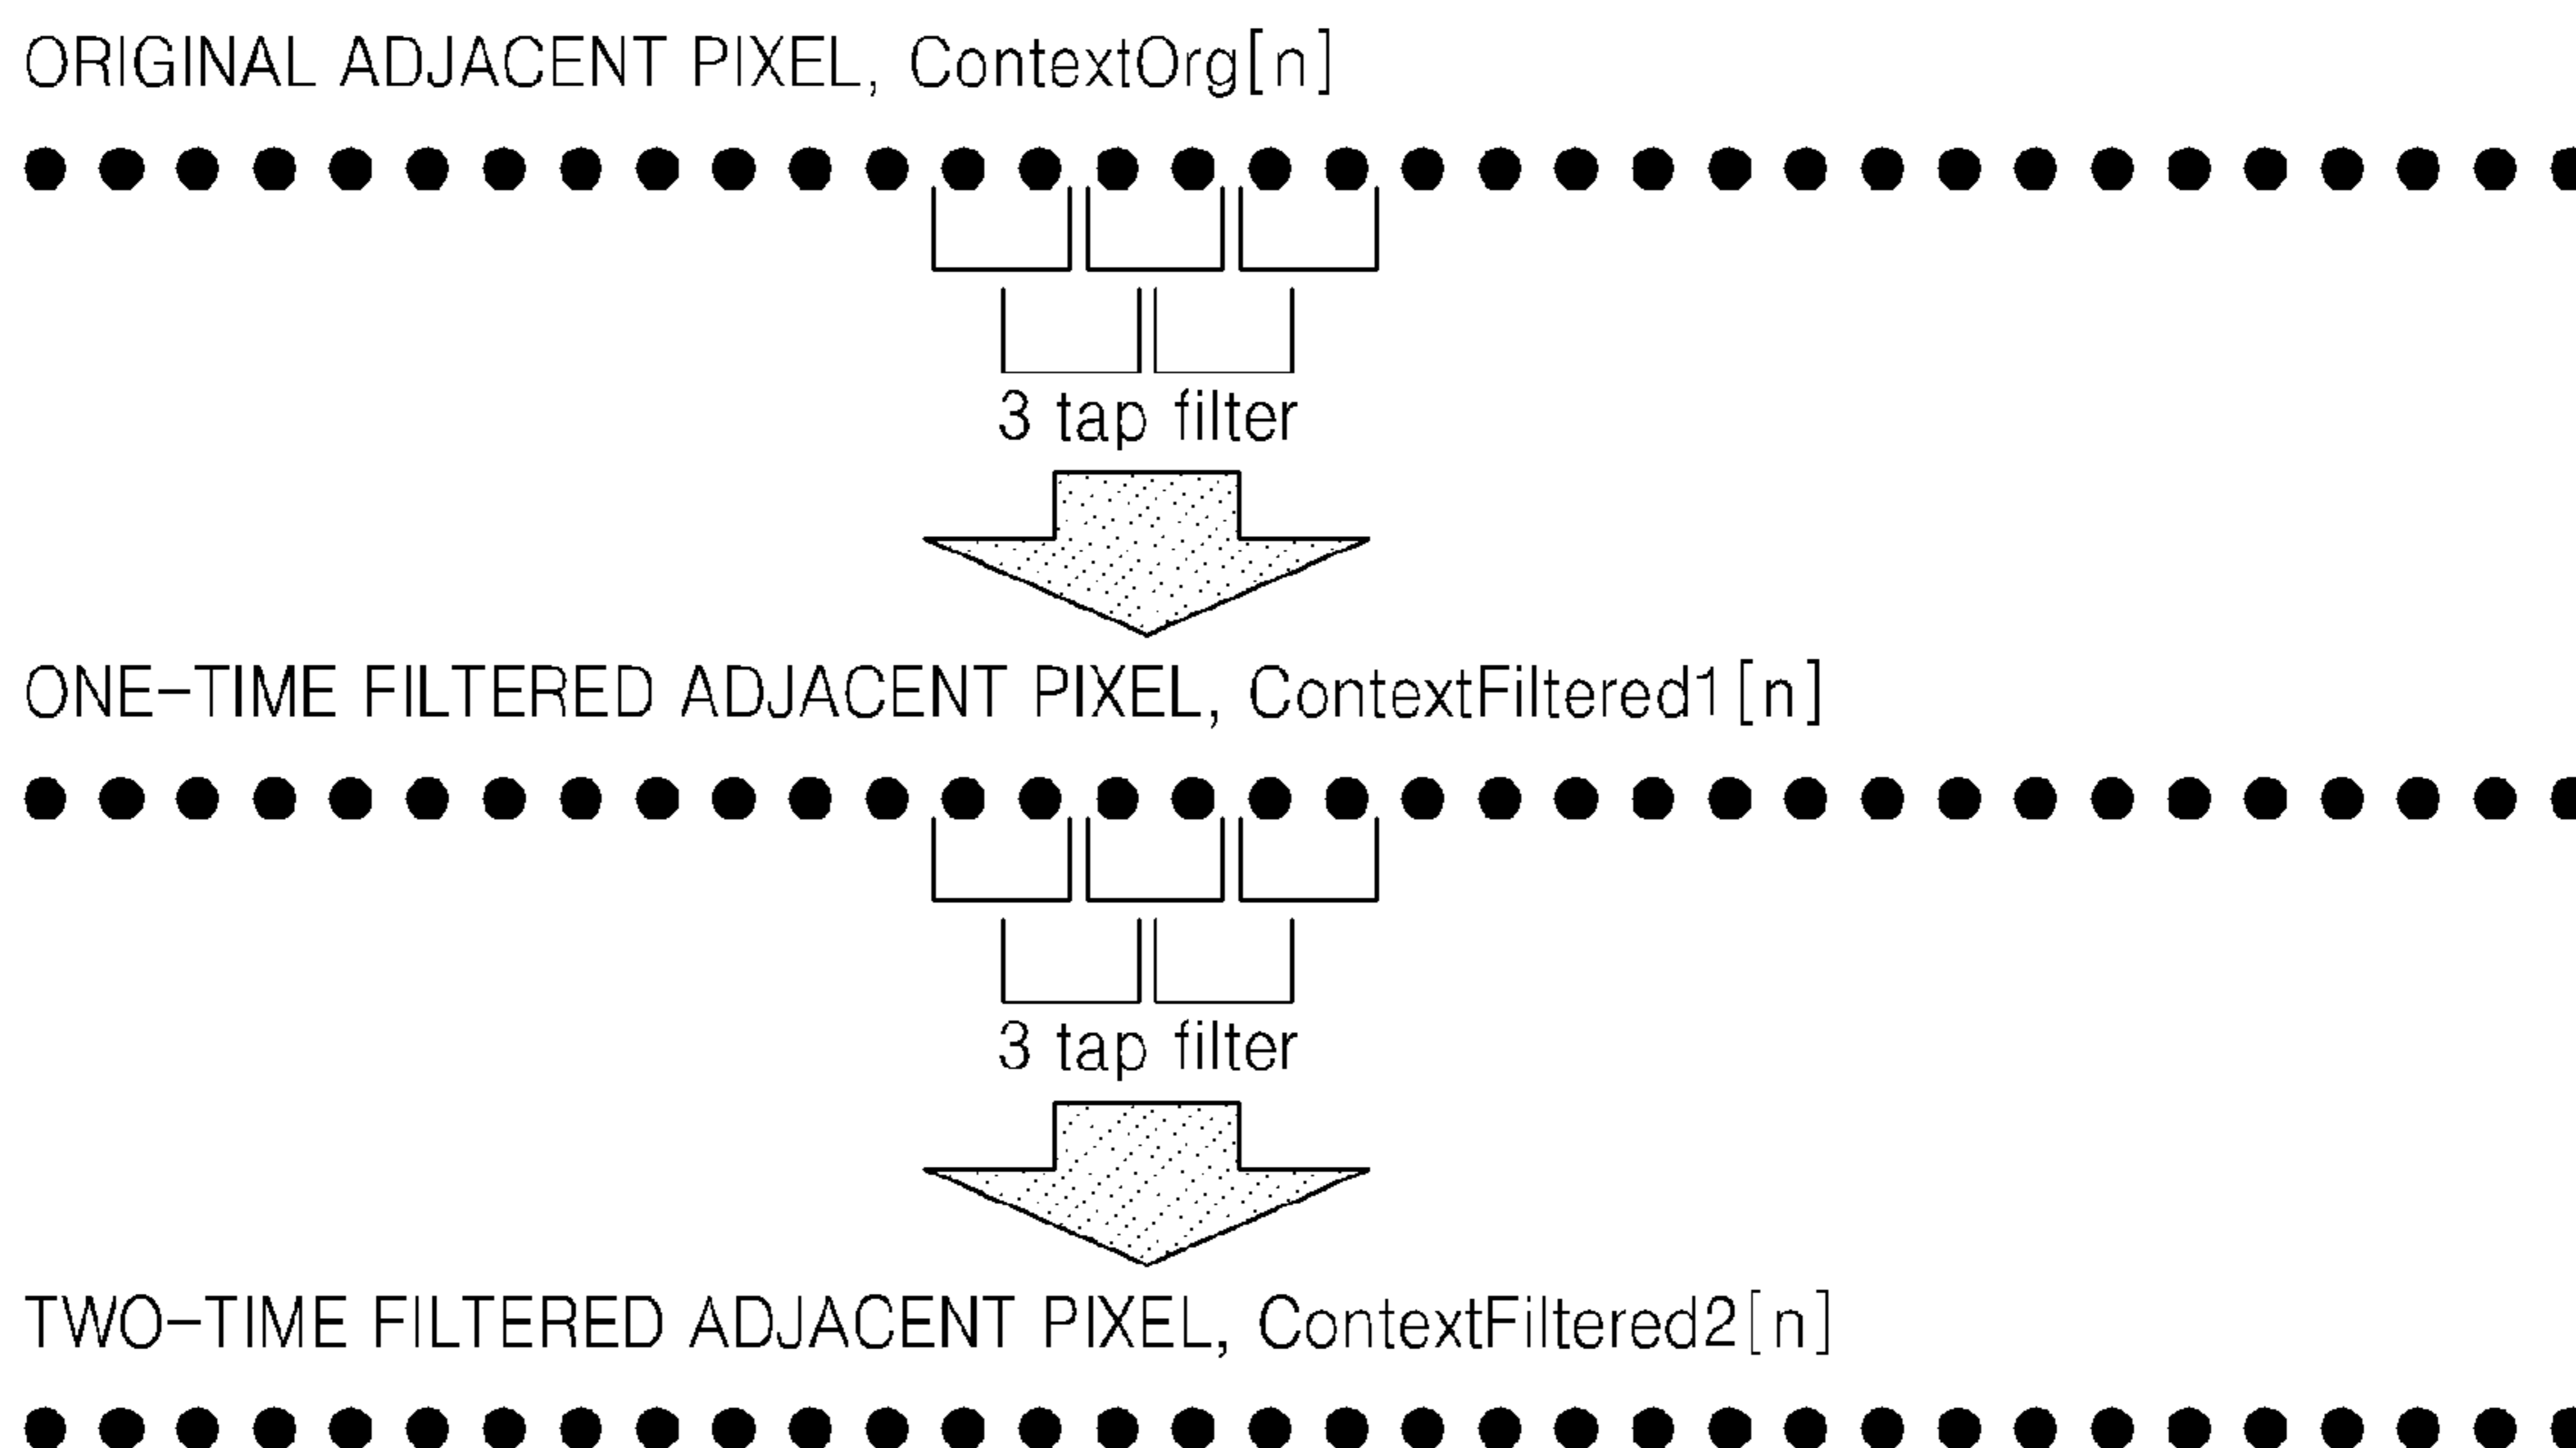 ORIGINAL ADJACENT PIXEL, ContextOrg[n]
3 tap filter
ONE-TIME FILTERED ADJACENT PIXEL, ContextFiltered1[n]
3 tap filter
TWO-TIME FILTERED ADJACENT PIXEL, ContextFiltered2[n]